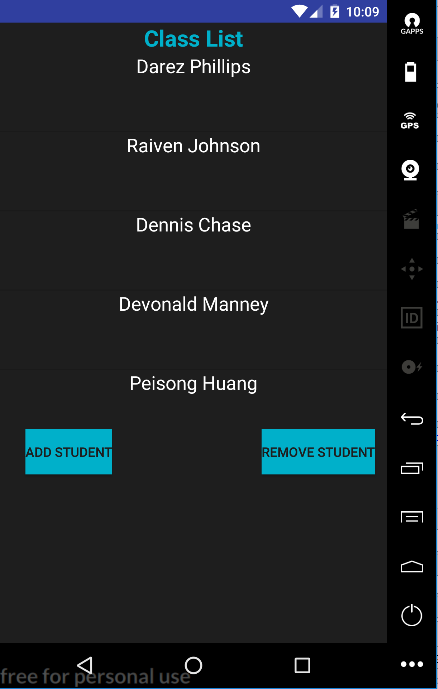 10:09
GAPPS
Class List
Darez Phillips
GPS
Raiven Johnson
Dennis Chase
Devonald Manney
ID
Peisong Huang
ADD STUDENT
REMOVE STUDENT
free for personal use